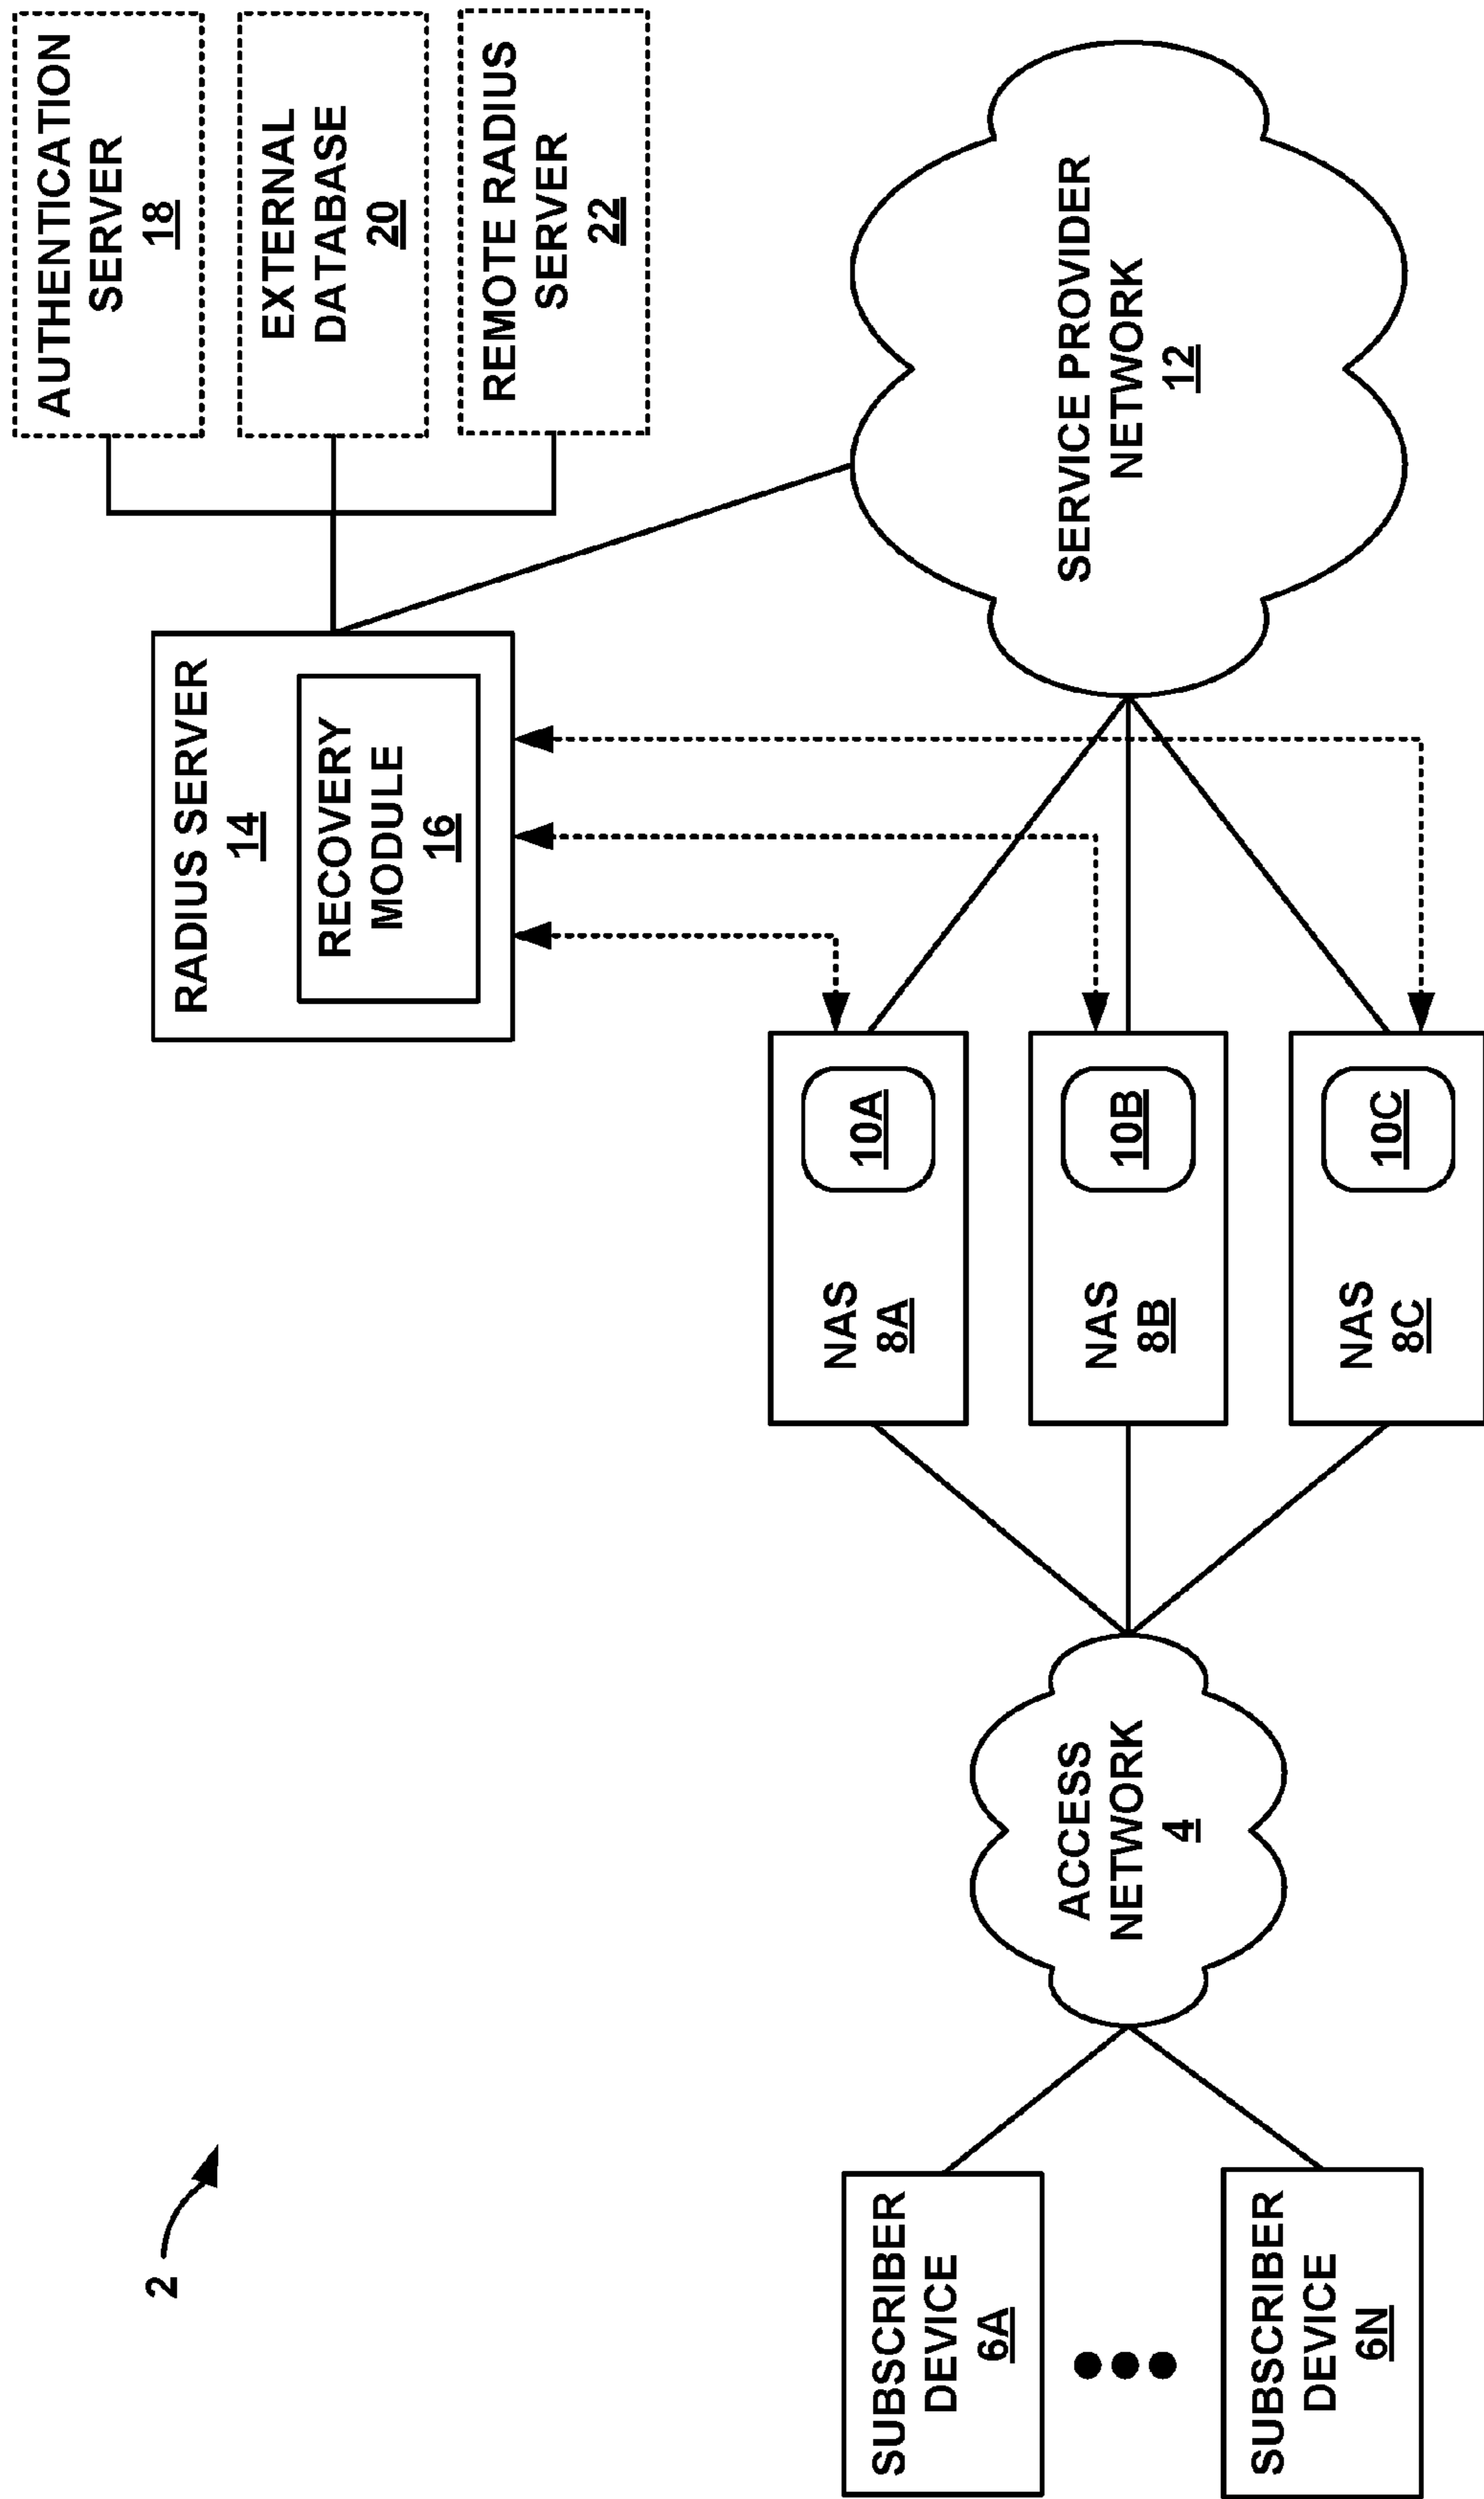 2
RADIUS SERVER
14
RECOVERY
MODULE
16
AUTHENTICATION
SERVER
18
EXTERNAL
DATABASE
20
REMOTE RADIUS
SERVER
22
SUBSCRIBER
DEVICE
6A
SUBSCRIBER
DEVICE
6N
ACCESS
NETWORK
4
NAS
8A
10A
NAS
8B
10B
NAS
8C
10C
SERVICE PROVIDER
NETWORK
12